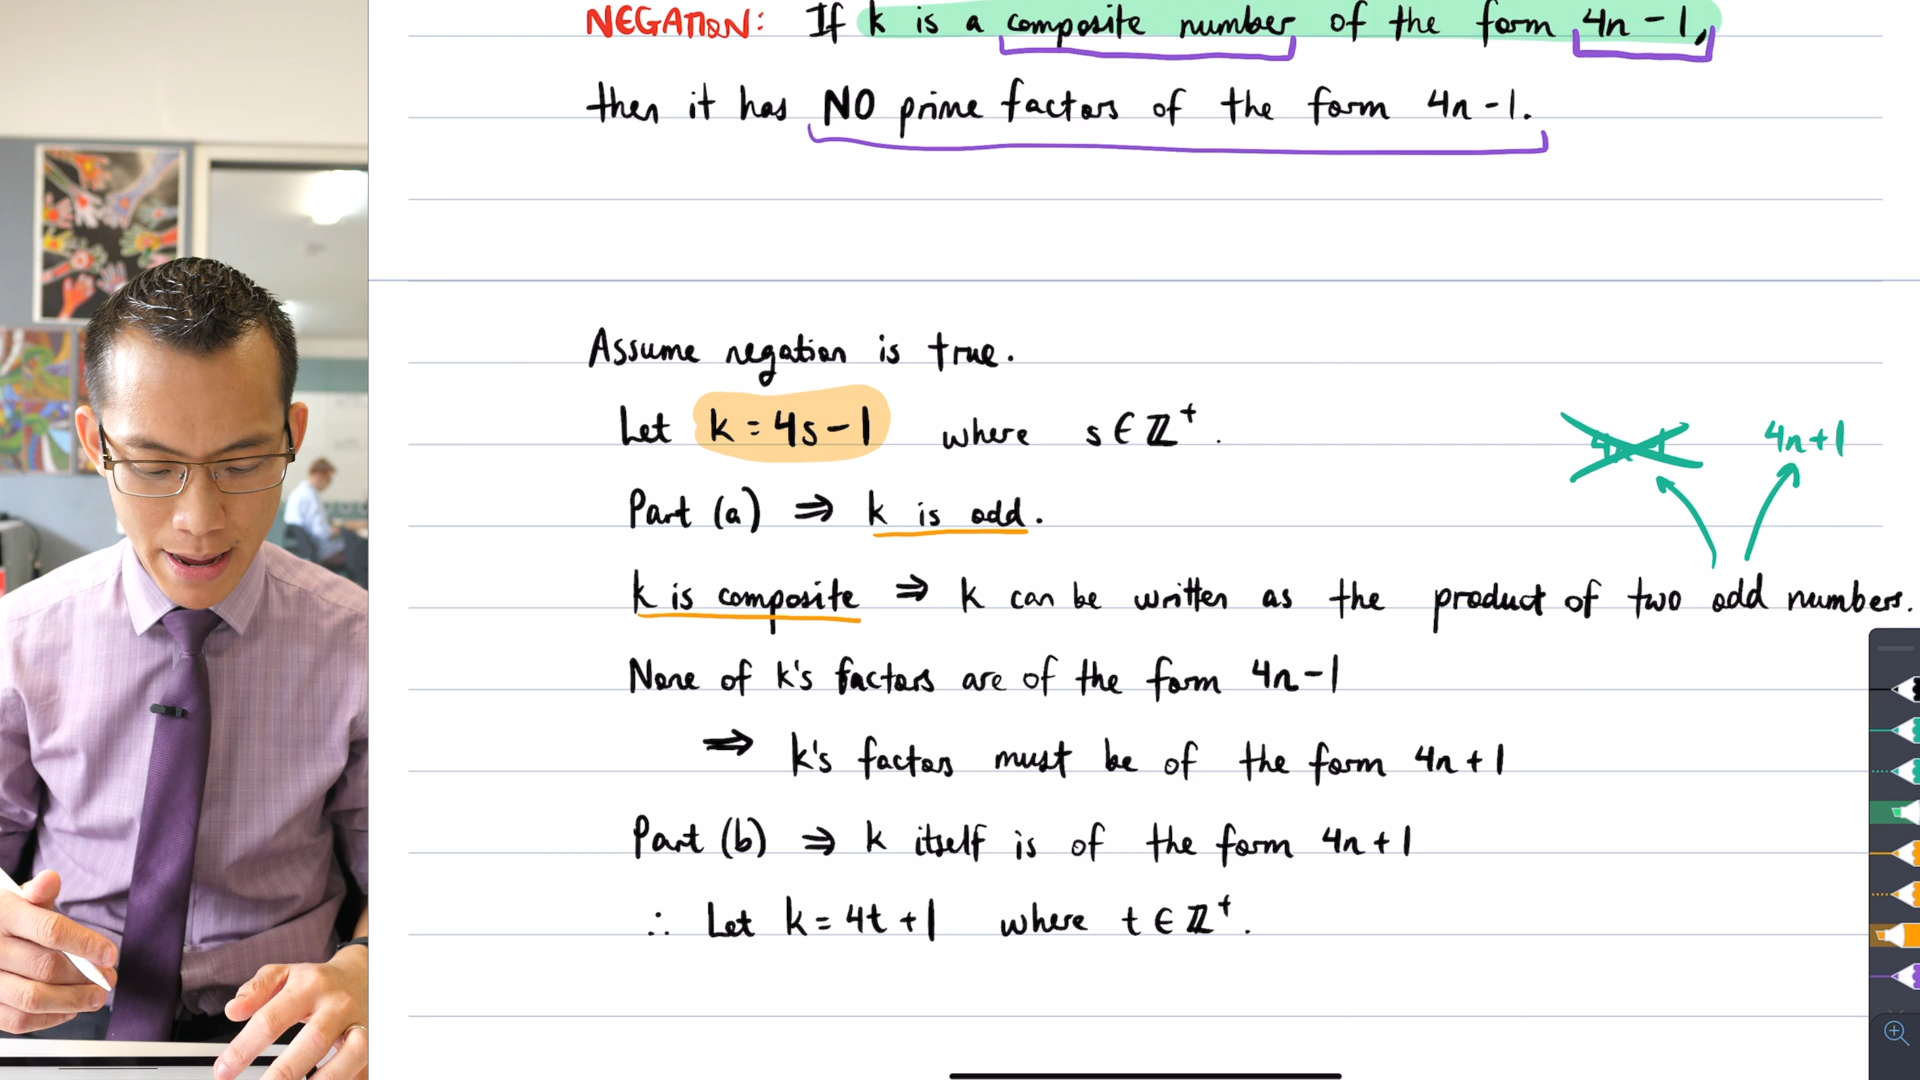 NEGATION: If k is a composite number of the form 4n - 1,
then it has NO prime factors of the form 4n - 1.
Assume negation is true.
Let k = 4s - 1 where s ∈ ℤ⁺.
4n+1
Part (a) ⇒ k is odd.
k is composite ⇒ k can be written as the product of two odd numbers.
None of k's factors are of the form 4n - 1
⇒ k's factors must be of the form 4n + 1
Part (b) ⇒ k itself is of the form 4n + 1
∴ Let k = 4t + 1 where t ∈ ℤ⁺.